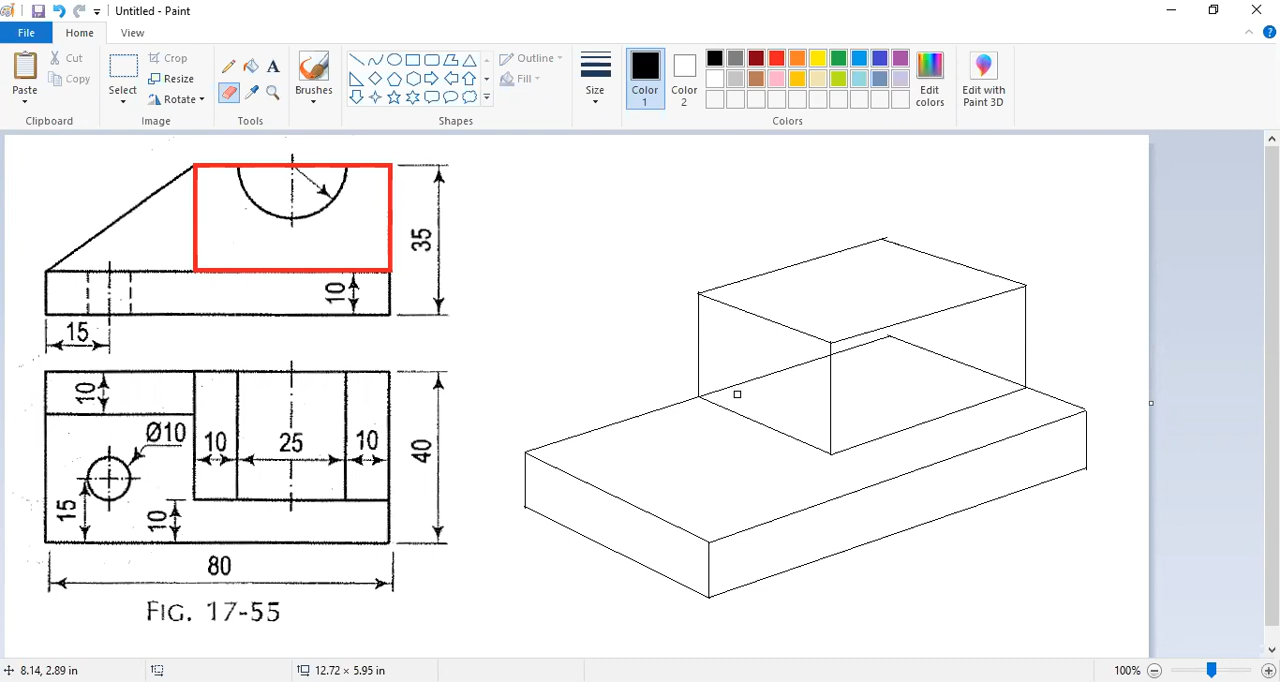 Untitled - Paint
File
Home
View
Paste
Cut
Copy
Clipboard
Select
Crop
Resize
Rotate
Image
A
Tools
Brushes
Shapes
Outline
Fill
Size
Color 1
Color 2
Edit colors
Colors
Edit with Paint 3D
35
10
15
10
Ø10
10
25
10
40
15
10
80
FIG. 17-55
8.14, 2.89 in
12.72 × 5.95 in
100%